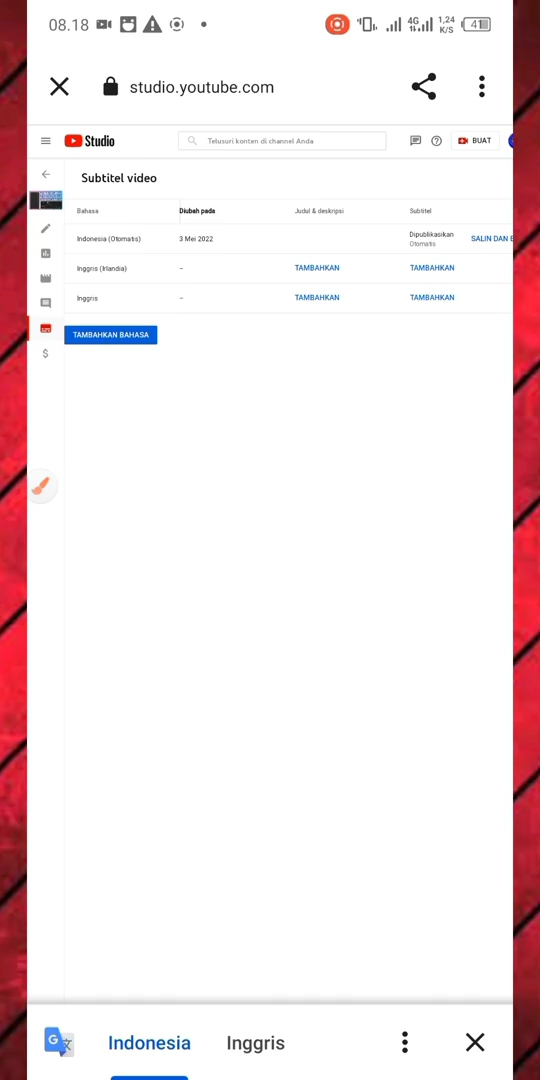 08.18 4G 1,24 K/S 41
studio.youtube.com
Studio Telusuri konten di channel Anda BUAT
Subtitel video
Bahasa Diubah pada Judul & deskripsi Subtitel
Indonesia (Otomatis) 3 Mei 2022 Dipublikasikan SALIN DAN E
Otomatis
Inggris (Irlandia) – TAMBAHKAN TAMBAHKAN
Inggris – TAMBAHKAN TAMBAHKAN
TAMBAHKAN BAHASA
Indonesia Inggris